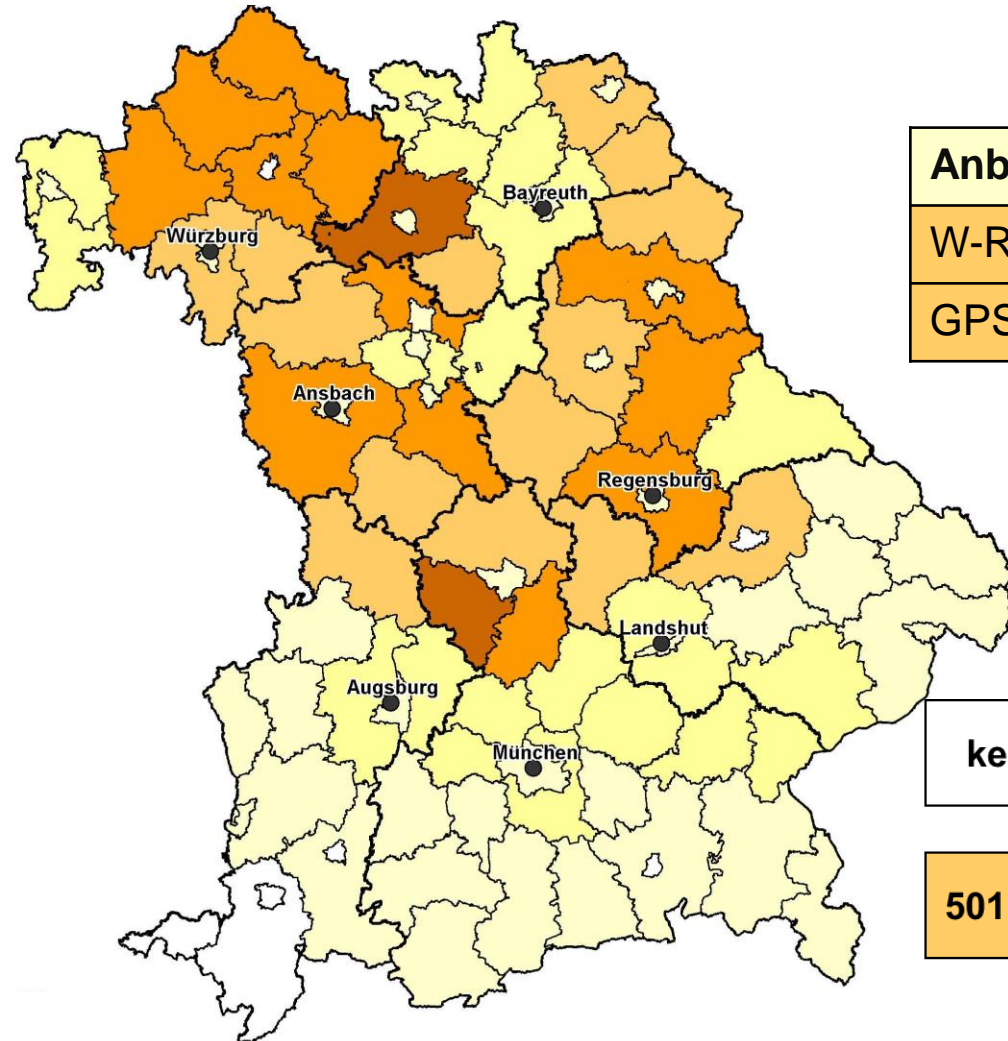 Anb
W-R
GPS
Bayreuth
Würzburg
Ansbach
Regensburg
Landshut
Augsburg
München
ke
501